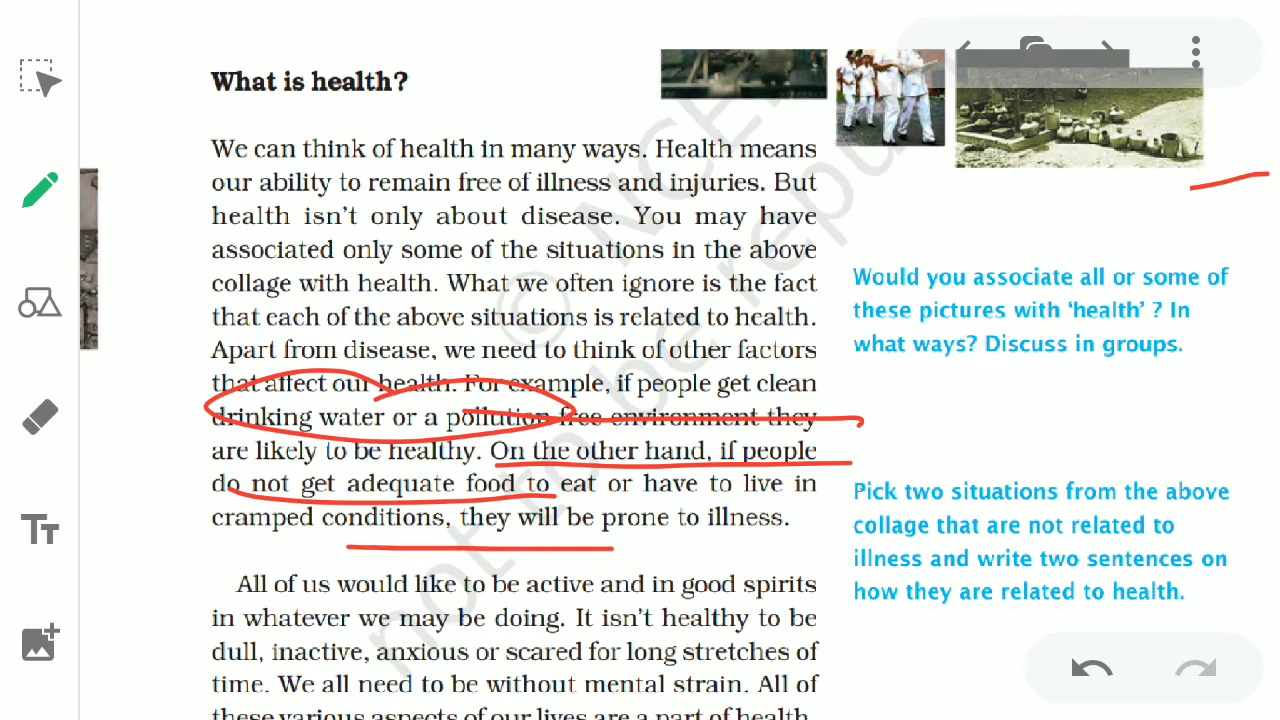 What is health?
We can think of health in many ways. Health means
our ability to remain free of illness and injuries. But
health isn't only about disease. You may have
associated only some of the situations in the above
collage with health. What we often ignore is the fact
that each of the above situations is related to health.
Apart from disease, we need to think of other factors
that affect our health. For example, if people get clean
drinking water or a pollution free environment they
are likely to be healthy. On the other hand, if people
do not get adequate food to eat or have to live in
cramped conditions, they will be prone to illness.
All of us would like to be active and in good spirits
in whatever we may be doing. It isn't healthy to be
dull, inactive, anxious or scared for long stretches of
time. We all need to be without mental strain. All of
these various aspects of our lives are a part of health.
Would you associate all or some of
these pictures with 'health' ? In
what ways? Discuss in groups.
Pick two situations from the above
collage that are not related to
illness and write two sentences on
how they are related to health.
© NCE
not to be repu
TT